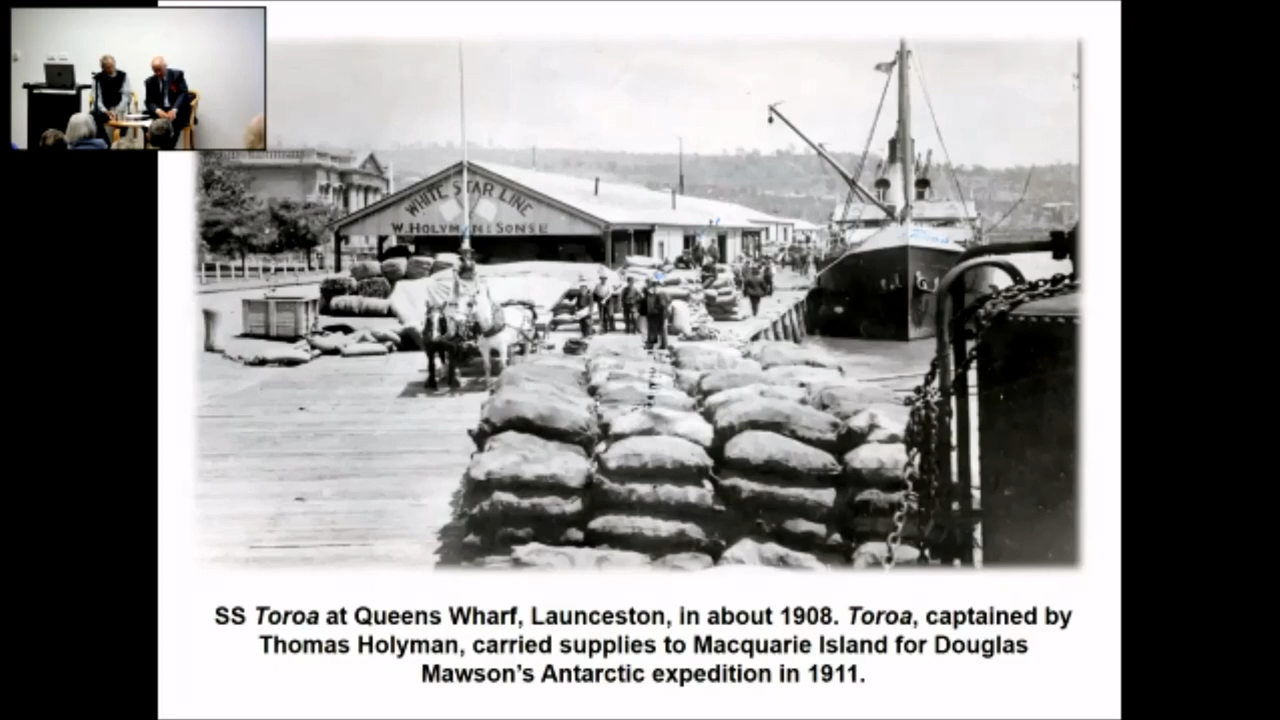 WHITE STAR LINE
W. HOLYMAN & SONS
SS Toroa at Queens Wharf, Launceston, in about 1908. Toroa, captained by
Thomas Holyman, carried supplies to Macquarie Island for Douglas
Mawson's Antarctic expedition in 1911.